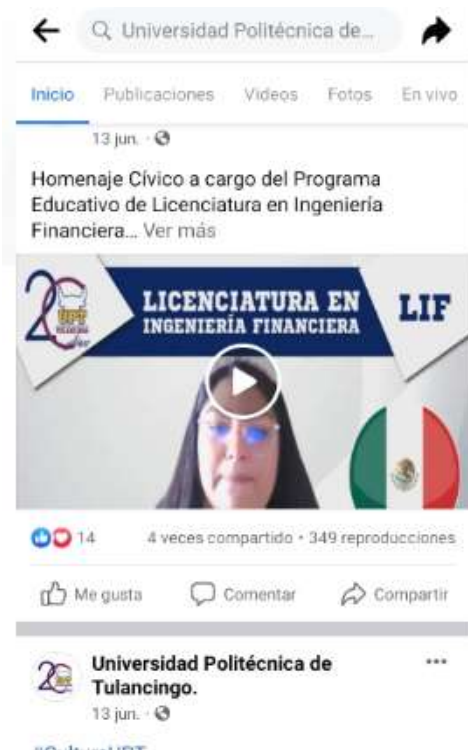 Universidad Politécnica de...
Inicio Publicaciones Videos Fotos En vivo
13 jun. ·
Homenaje Cívico a cargo del Programa
Educativo de Licenciatura en Ingeniería
Financiera... Ver más
UPT
LICENCIATURA EN
INGENIERÍA FINANCIERA
LIF
14 4 veces compartido • 349 reproducciones
Me gusta Comentar Compartir
Universidad Politécnica de
Tulancingo.
13 jun. ·
#CulturaUPT